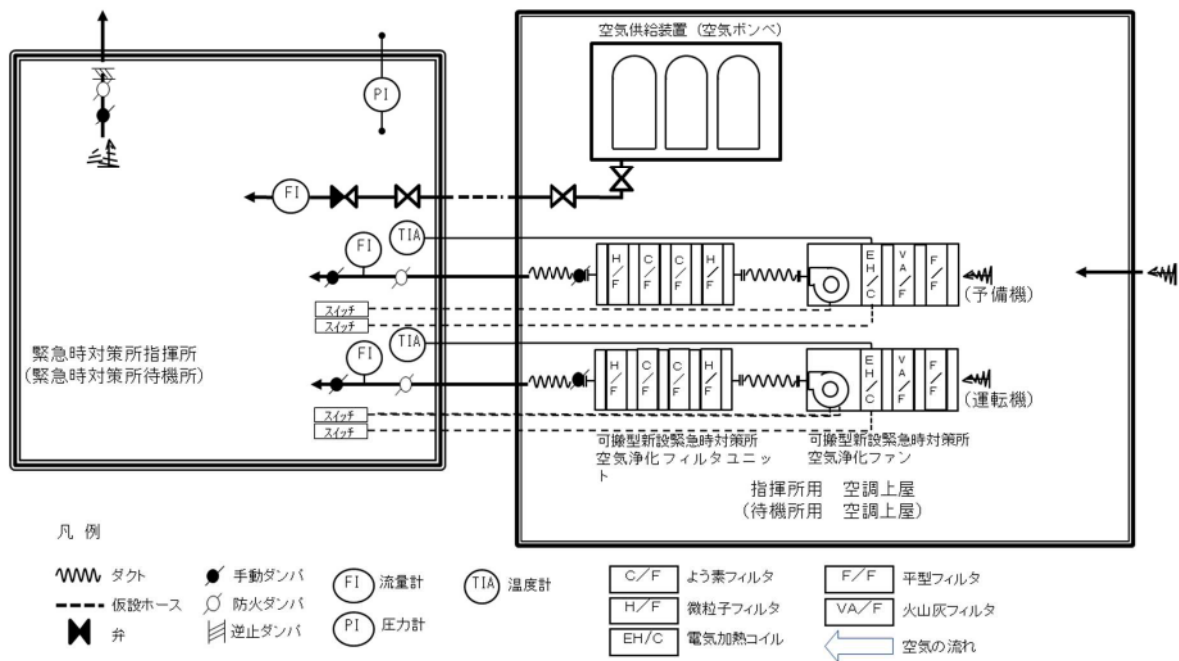 空気供給装置（空気ボンベ）
PI
FI
TIA
FI
H/F
C/F
C/F
H/F
EH/C
VA/F
F/F
(予備機)
スイッチ
スイッチ
緊急時対策所指揮所
(緊急時対策所待機所)
TIA
FI
H/F
C/F
C/F
H/F
EH/C
VA/F
F/F
(運転機)
スイッチ
スイッチ
可搬型新設緊急時対策所
空気浄化フィルタユニッ
ト
可搬型新設緊急時対策所
空気浄化ファン
指揮所用　空調上屋
(待機所用　空調上屋)
凡 例
ダクト
仮設ホース
弁
手動ダンパ
防火ダンパ
逆止ダンパ
FI 流量計
PI 圧力計
TIA 温度計
C/F よう素フィルタ
H/F 微粒子フィルタ
EH/C 電気加熱コイル
F/F 平型フィルタ
VA/F 火山灰フィルタ
空気の流れ